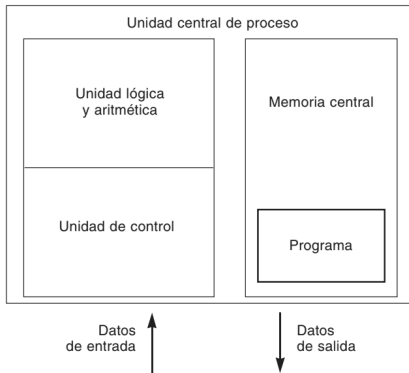 Unidad central de proceso
Unidad lógica
y aritmética
Memoria central
Unidad de control
Programa
Datos
de entrada
Datos
de salida